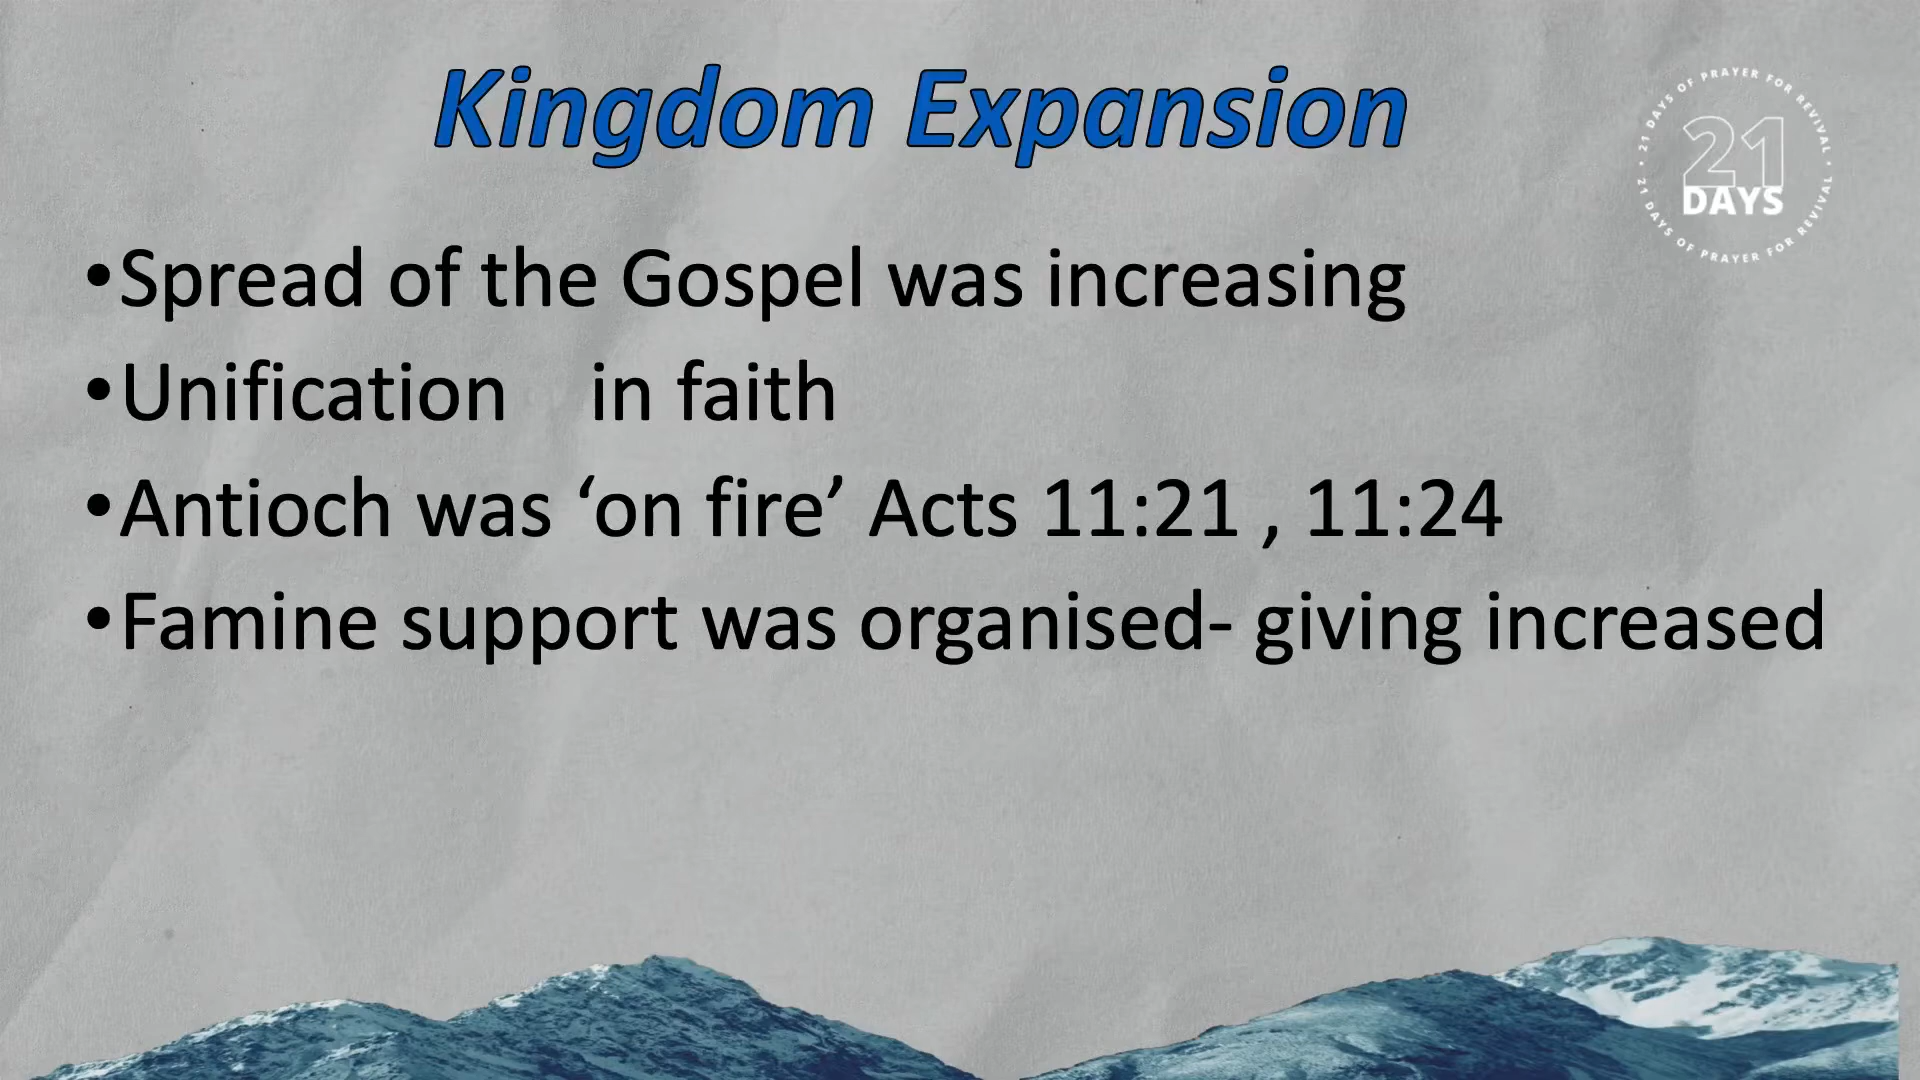 Kingdom Expansion
21 DAYS OF PRAYER FOR REVIVAL • 21 DAYS OF PRAYER FOR REVIVAL •
21
DAYS
•Spread of the Gospel was increasing
•Unification in faith
•Antioch was ‘on fire’ Acts 11:21 , 11:24
•Famine support was organised- giving increased